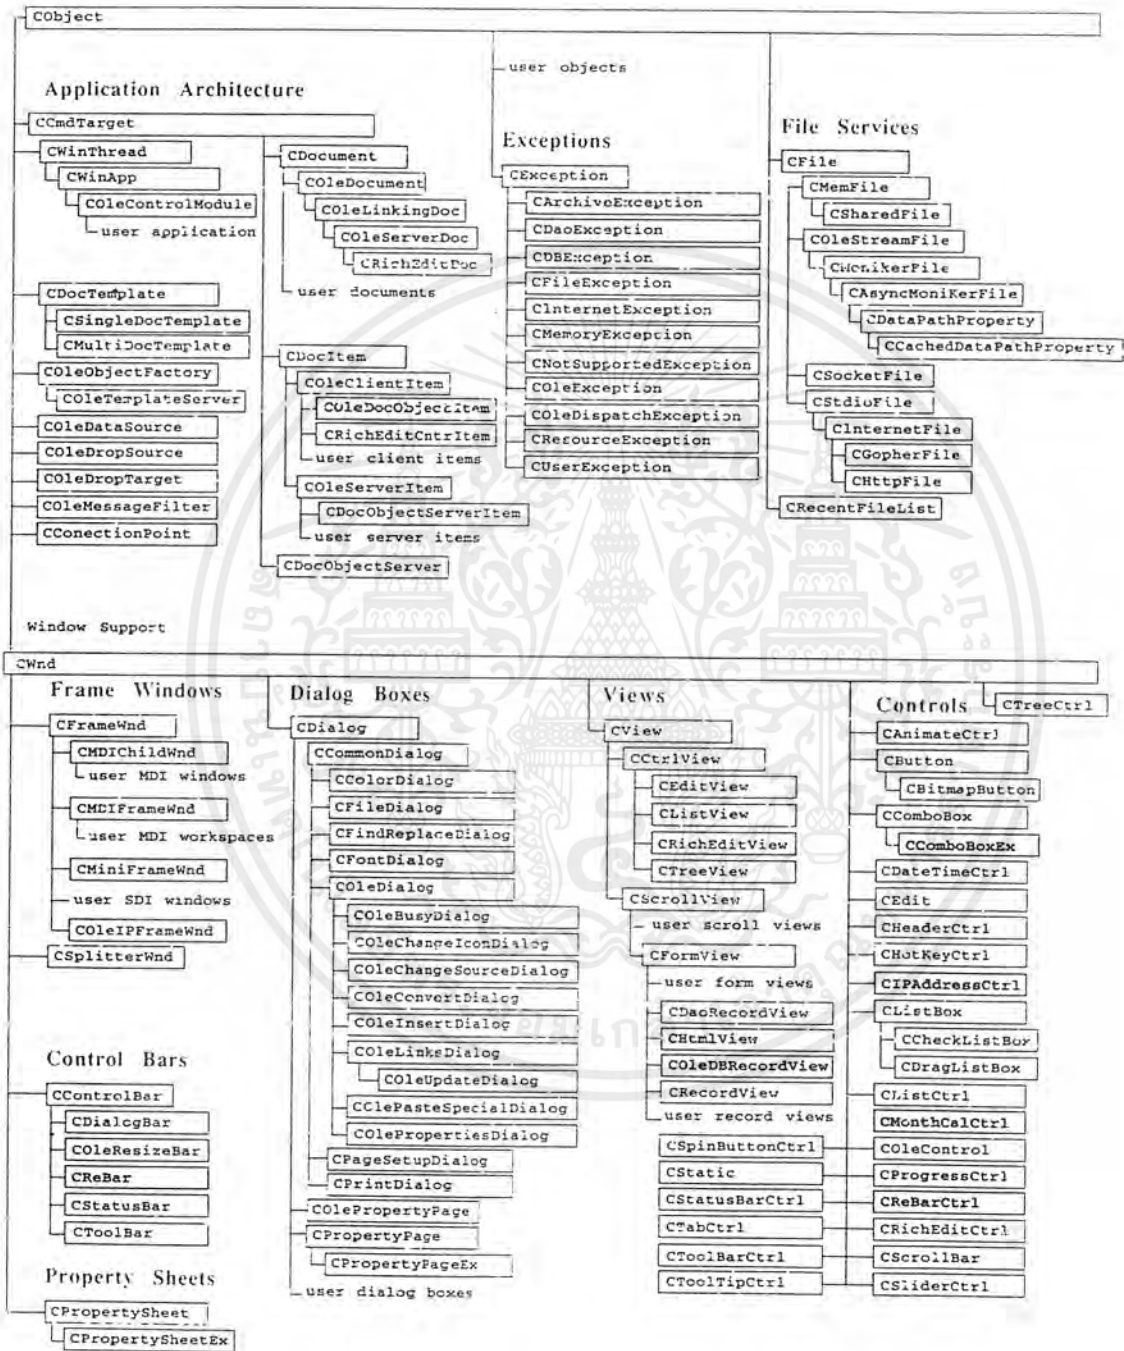 CObject
user objects
Application Architecture
CCmdTarget
CWinThread
CWinApp
COleControlModule
user application
CDocTemplate
CSingleDocTemplate
CMultiDocTemplate
COleObjectFactory
COleTemplateServer
COleDataSource
COleDropSource
COleDropTarget
COleMessageFilter
CConectionPoint
CDocument
COleDocument
COleLinkingDoc
COleServerDoc
CRichEditDoc
user documents
CDocItem
COleClientItem
COleDocObjectItem
CRichEditCntrItem
user client items
COleServerItem
CDocObjectServerItem
user server items
CDocObjectServer
Exceptions
CException
CArchiveException
CDaoException
CDBException
CFileException
CInternetException
CMemoryException
CNotSupportedException
COleException
COleDispatchException
CResourceException
CUserException
File Services
CFile
CMemFile
CSharedFile
COleStreamFile
CMonikerFile
CAsyncMoniKerFile
CDataPathProperty
CCachedDataPathProperty
CSocketFile
CStdioFile
CInternetFile
CGopherFile
CHttpFile
CRecentFileList
Window Support
CWnd
Frame Windows
CFrameWnd
CMDIChildWnd
user MDI windows
CMDIFrameWnd
user MDI workspaces
CMiniFrameWnd
user SDI windows
COleIPFrameWnd
CSplitterWnd
Control Bars
CControlBar
CDialogBar
COleResizeBar
CReBar
CStatusBar
CToolBar
Property Sheets
CPropertySheet
CPropertySheetEx
Dialog Boxes
CDialog
CCommonDialog
CColorDialog
CFileDialog
CFindReplaceDialog
CFontDialog
COleDialog
COleBusyDialog
COleChangeIconDialog
COleChangeSourceDialog
COleConvertDialog
COleInsertDialog
COleLinksDialog
COleUpdateDialog
COlePasteSpecialDialog
COlePropertiesDialog
CPageSetupDialog
CPrintDialog
COlePropertyPage
CPropertyPage
CPropertyPageEx
user dialog boxes
Views
CView
CCtrlView
CEditView
CListView
CRichEditView
CTreeView
CScrollView
user scroll views
CFormView
user form views
CDaoRecordView
CHtmlView
COleDBRecordView
CRecordView
user record views
CSpinButtonCtrl
CStatic
CStatusBarCtrl
CTabCtrl
CToolBarCtrl
CToolTipCtrl
Controls
CTreeCtrl
CAnimateCtrl
CButton
CBitmapButton
CComboBox
CComboBoxEx
CDateTimeCtrl
CEdit
CHeaderCtrl
CHotKeyCtrl
CIPAddressCtrl
CListBox
CCheckListBox
CDragListBox
CListCtrl
CMonthCalCtrl
COleControl
CProgressCtrl
CReBarCtrl
CRichEditCtrl
CScrollBar
CSliderCtrl